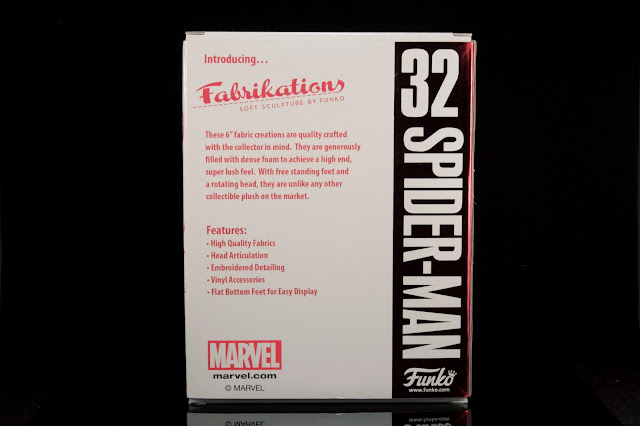 Introducing…
Fabrikations
SOFT SCULPTURE BY FUNKO
These 6" fabric creations are quality crafted
with the collector in mind. They are generously
filled with dense foam to achieve a high end,
super lush feel. With free standing feet and
a rotating head, they are unlike any other
collectible plush on the market.
Features:
• High Quality Fabrics
• Head Articulation
• Embroidered Detailing
• Vinyl Accessories
• Flat Bottom Feet for Easy Display
MARVEL
marvel.com
© MARVEL
32 SPIDER-MAN
Funko
www.funko.com